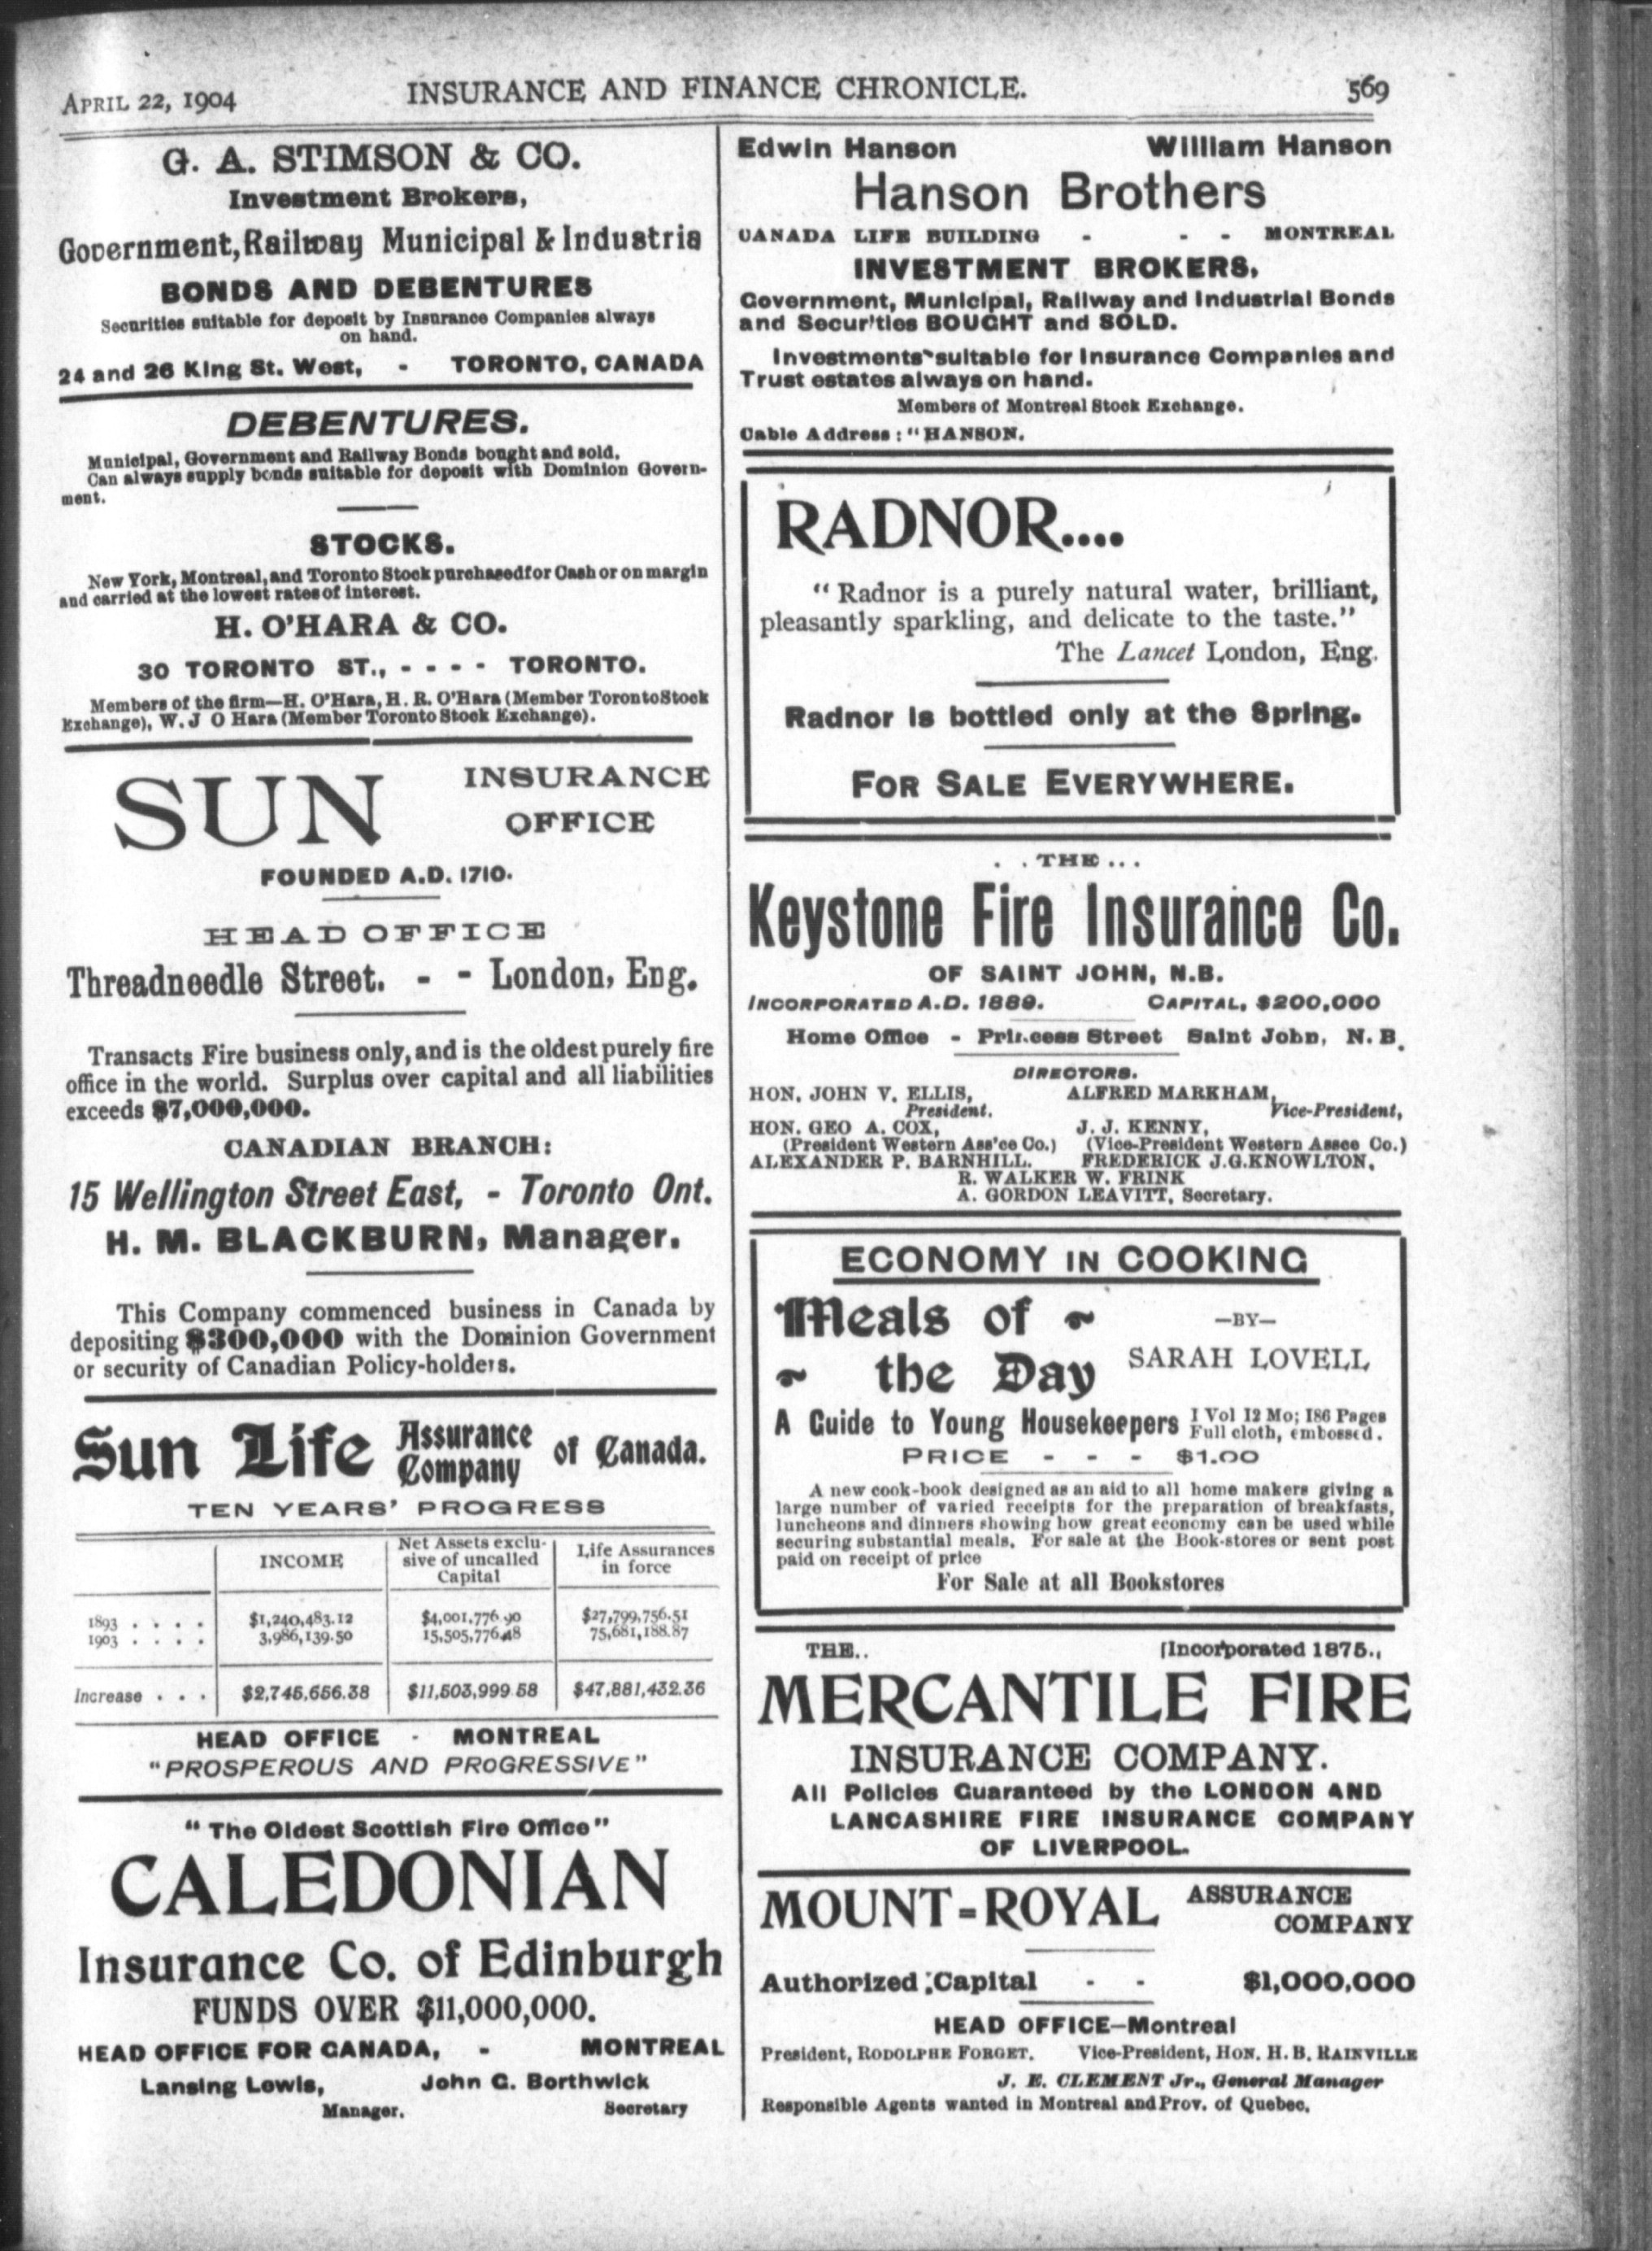 APRIL 22, 1904 INSURANCE AND FINANCE CHRONICLE. 569
G. A. STIMSON & CO.
Investment Brokers,
Government, Railway Municipal & Industria
BONDS AND DEBENTURES
Securities suitable for deposit by Insurance Companies always
on hand.
24 and 26 King St. West, - TORONTO, CANADA
DEBENTURES.
Municipal, Government and Railway Bonds bought and sold.
Can always supply bonds suitable for deposit with Dominion Govern-
ment.
STOCKS.
New York, Montreal, and Toronto Stock purchased for Cash or on margin
and carried at the lowest rates of interest.
H. O'HARA & CO.
30 TORONTO ST., - - - - TORONTO.
Members of the firm—H. O'Hara, H. R. O'Hara (Member Toronto Stock
Exchange), W. J O Hara (Member Toronto Stock Exchange).
SUN INSURANCE
OFFICE
FOUNDED A.D. 1710.
HEAD OFFICE
Threadneedle Street. - - London, Eng.
Transacts Fire business only, and is the oldest purely fire
office in the world. Surplus over capital and all liabilities
exceeds $7,000,000.
CANADIAN BRANCH:
15 Wellington Street East, - Toronto Ont.
H. M. BLACKBURN, Manager.
This Company commenced business in Canada by
depositing $300,000 with the Dominion Government
or security of Canadian Policy-holders.
Sun Life Assurance
Company of Canada.
TEN YEARS' PROGRESS
INCOME Net Assets exclu-
sive of uncalled
Capital Life Assurances
in force
1893 . . . . $1,240,483.12 $4,001,776.90 $27,799,756.51
1903 . . . . 3,986,139.50 15,505,776.48 75,681,188.87
Increase . . . $2,745,656.38 $11,503,999.58 $47,881,432.36
HEAD OFFICE - MONTREAL
"PROSPEROUS AND PROGRESSIVE"
"The Oldest Scottish Fire Office"
CALEDONIAN
Insurance Co. of Edinburgh
FUNDS OVER $11,000,000.
HEAD OFFICE FOR CANADA, - MONTREAL
Lansing Lewis, John G. Borthwick
Manager. Secretary
Edwin Hanson William Hanson
Hanson Brothers
CANADA LIFE BUILDING - - - MONTREAL
INVESTMENT BROKERS,
Government, Municipal, Railway and Industrial Bonds
and Secur'ties BOUGHT and SOLD.
Investments suitable for Insurance Companies and
Trust estates always on hand.
Members of Montreal Stock Exchange.
Cable Address: "HANSON.
RADNOR....
"Radnor is a purely natural water, brilliant,
pleasantly sparkling, and delicate to the taste."
The Lancet London, Eng.
Radnor is bottled only at the Spring.
FOR SALE EVERYWHERE.
. . THE ...
Keystone Fire Insurance Co.
OF SAINT JOHN, N.B.
INCORPORATED A.D. 1889. CAPITAL, $200,000
Home Office - Princess Street Saint John, N. B.
DIRECTORS.
HON. JOHN V. ELLIS, ALFRED MARKHAM,
President. Vice-President,
HON. GEO A. COX, J. J. KENNY,
(President Western Ass'ce Co.) (Vice-President Western Assce Co.)
ALEXANDER P. BARNHILL. FREDERICK J.G.KNOWLTON,
R. WALKER W. FRINK
A. GORDON LEAVITT, Secretary.
ECONOMY IN COOKING
Meals of
the Day
—BY—
SARAH LOVELL
A Guide to Young Housekeepers 1 Vol 12 Mo; 186 Pages
Full cloth, embossed.
PRICE - - - $1.00
A new cook-book designed as an aid to all home makers giving a
large number of varied receipts for the preparation of breakfasts,
luncheons and dinners showing how great economy can be used while
securing substantial meals. For sale at the Book-stores or sent post
paid on receipt of price
For Sale at all Bookstores
THE.. [Incorporated 1875.,
MERCANTILE FIRE
INSURANCE COMPANY.
All Policies Guaranteed by the LONDON AND
LANCASHIRE FIRE INSURANCE COMPANY
OF LIVERPOOL.
MOUNT-ROYAL ASSURANCE
COMPANY
Authorized Capital - - $1,000,000
HEAD OFFICE—Montreal
President, RODOLPHE FORGET. Vice-President, HON. H. B. RAINVILLE
J. E. CLEMENT Jr., General Manager
Responsible Agents wanted in Montreal and Prov. of Quebec.